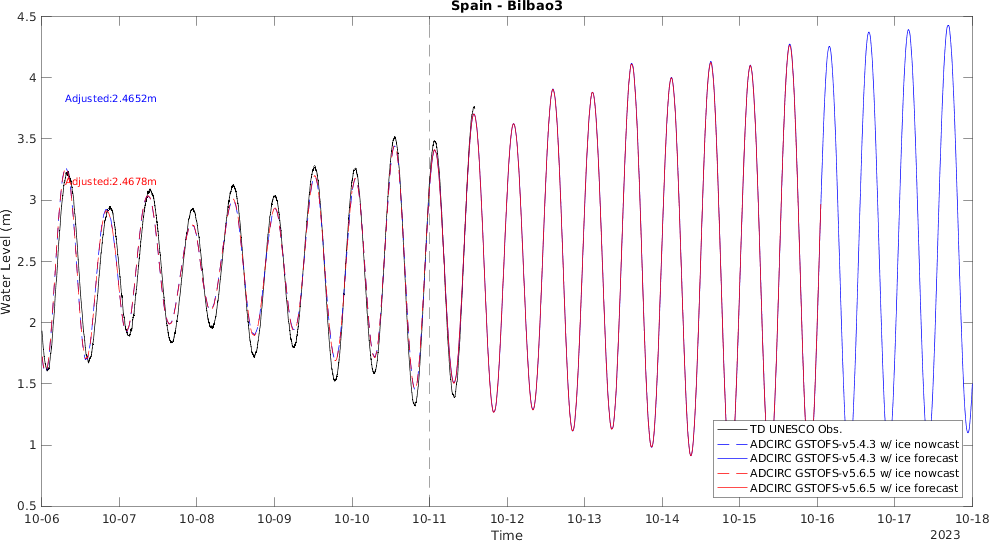 Spain - Bilbao3
4.5
4
3.5
3
2.5
2
1.5
1
0.5
Water Level (m)
Adjusted:2.4652m
Adjusted:2.4678m
TD UNESCO Obs.
ADCIRC GSTOFS-v5.4.3 w/ ice nowcast
ADCIRC GSTOFS-v5.4.3 w/ ice forecast
ADCIRC GSTOFS-v5.6.5 w/ ice nowcast
ADCIRC GSTOFS-v5.6.5 w/ ice forecast
10-06 10-07 10-08 10-09 10-10 10-11 10-12 10-13 10-14 10-15 10-16 10-17 10-18
Time
2023